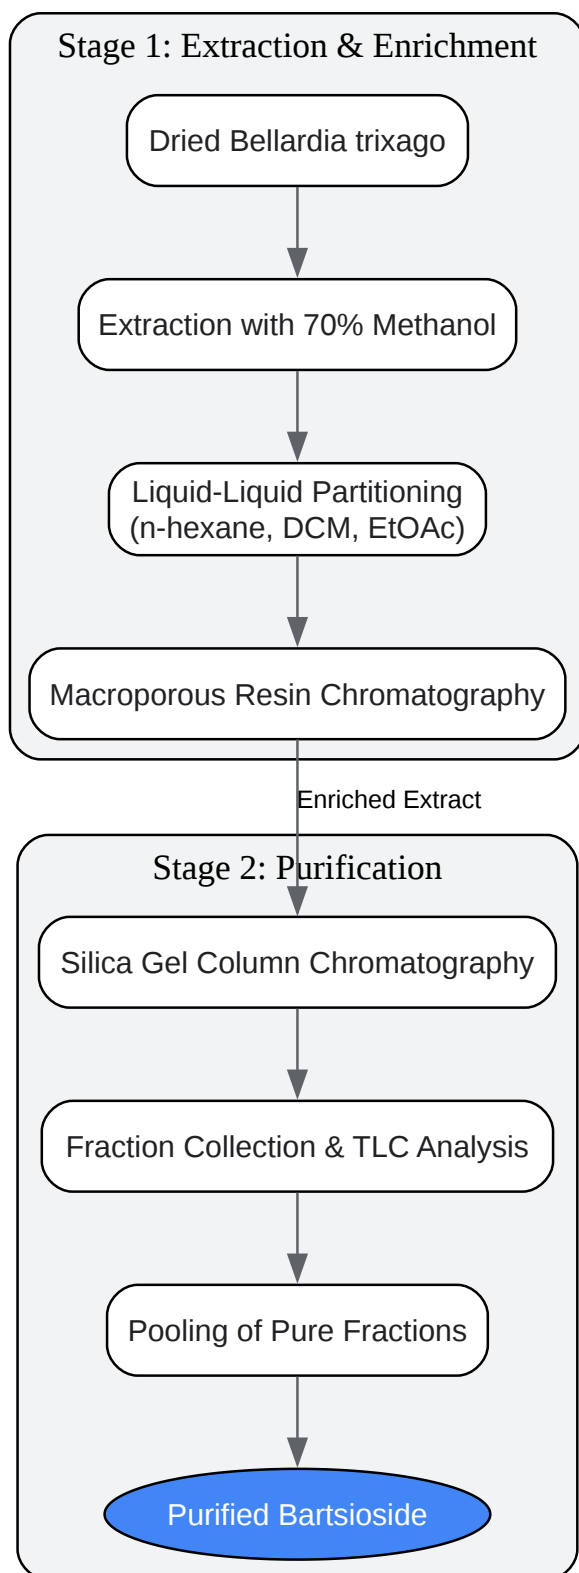 Stage 1: Extraction & Enrichment
Dried Bellardia trixago
Extraction with 70% Methanol
Liquid-Liquid Partitioning
(n-hexane, DCM, EtOAc)
Macroporous Resin Chromatography
Enriched Extract
Stage 2: Purification
Silica Gel Column Chromatography
Fraction Collection & TLC Analysis
Pooling of Pure Fractions
Purified Bartsioside